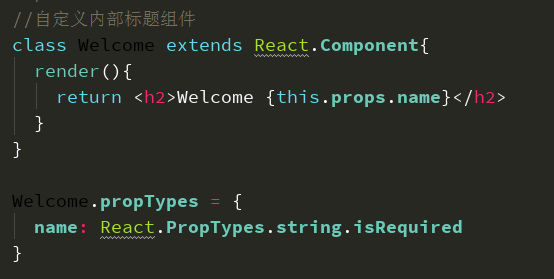 //自定义内部标题组件
class Welcome extends React.Component{
  render(){
    return <h2>Welcome {this.props.name}</h2>
  }
}
Welcome.propTypes = {
  name: React.PropTypes.string.isRequired
}